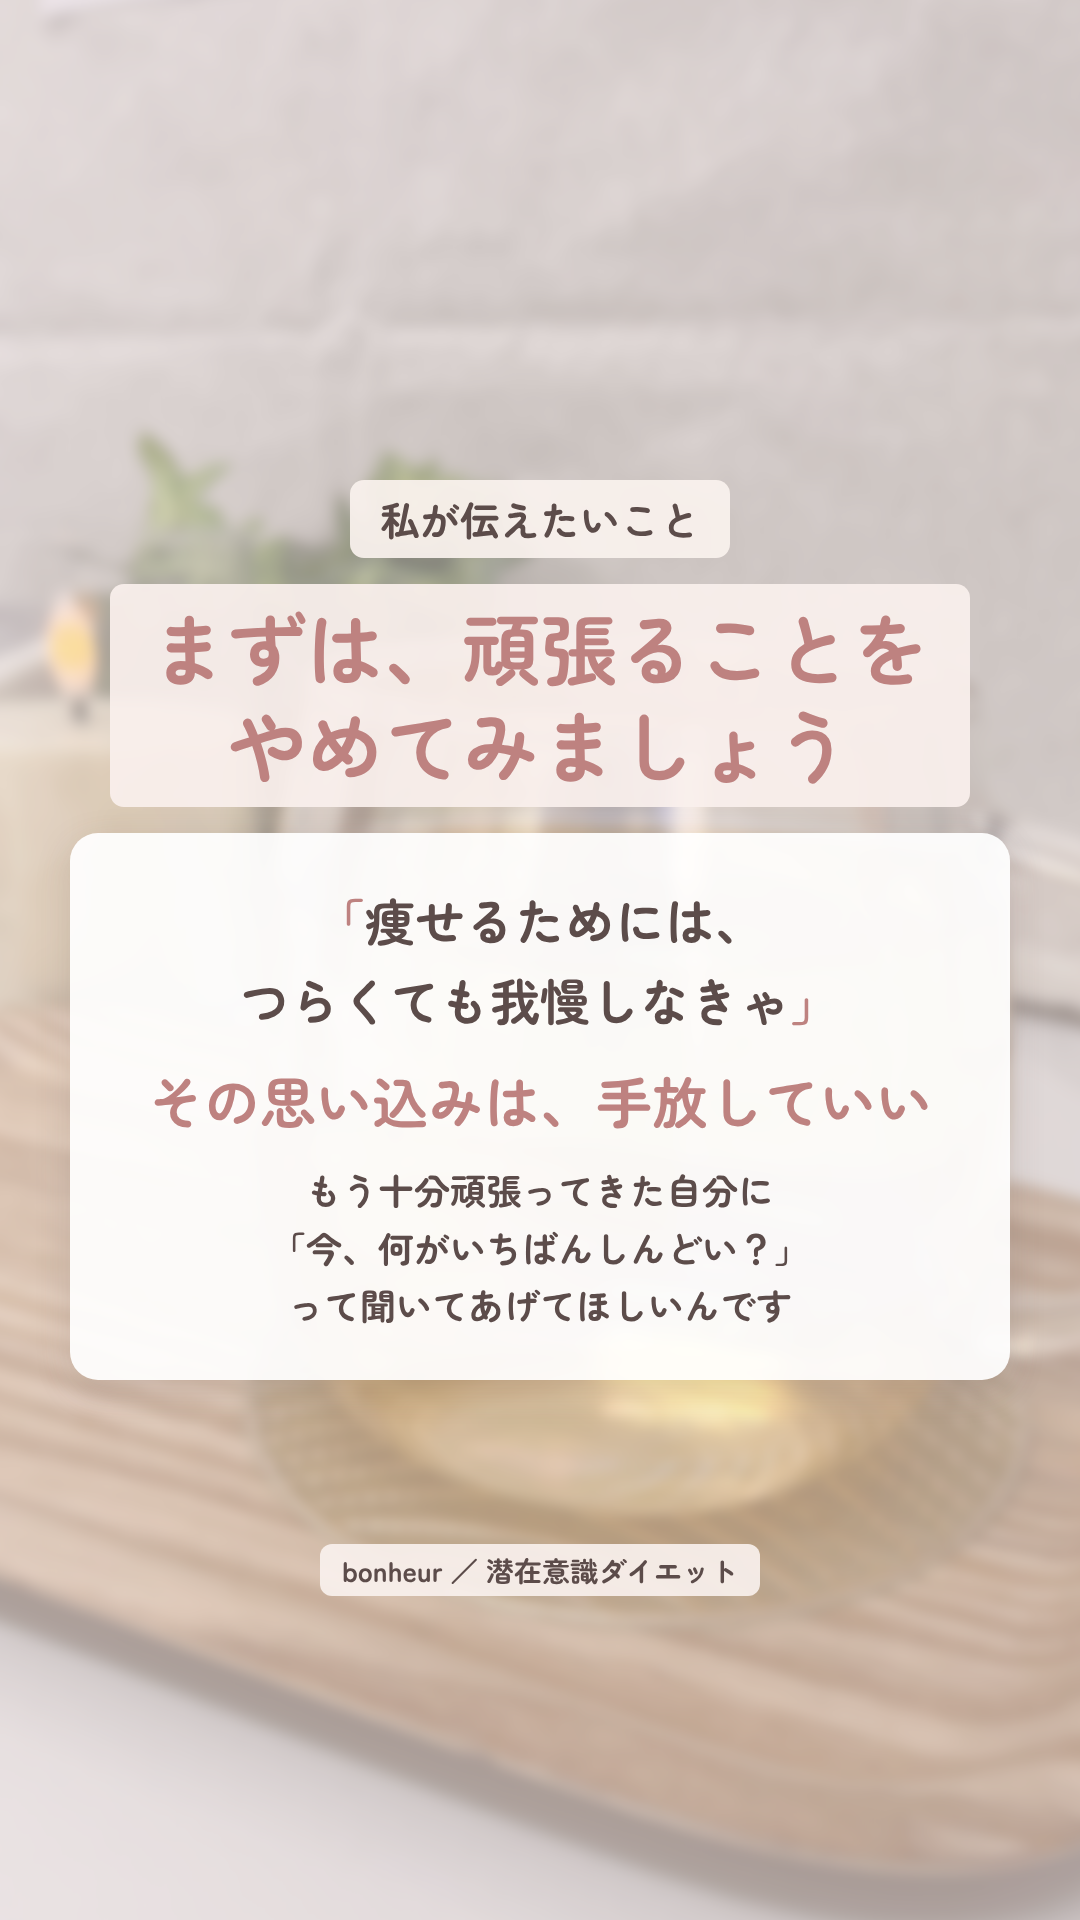 私が伝えたいこと
まずは、頑張ることを
やめてみましょう
「痩せるためには、
つらくても我慢しなきゃ」
その思い込みは、手放していい
もう十分頑張ってきた自分に
「今、何がいちばんしんどい？」
って聞いてあげてほしいんです
bonheur ／ 潜在意識ダイエット